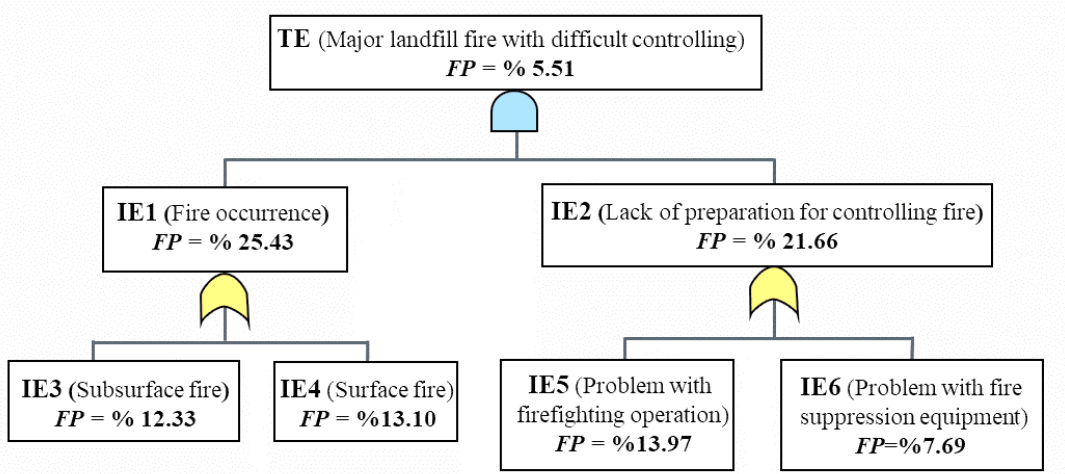 TE (Major landfill fire with difficult controlling)
FP = % 5.51
IE1 (Fire occurrence)
FP = % 25.43
IE2 (Lack of preparation for controlling fire)
FP = % 21.66
IE3 (Subsurface fire)
FP = % 12.33
IE4 (Surface fire)
FP = %13.10
IE5 (Problem with
firefighting operation)
FP = %13.97
IE6 (Problem with fire
suppression equipment)
FP=%7.69